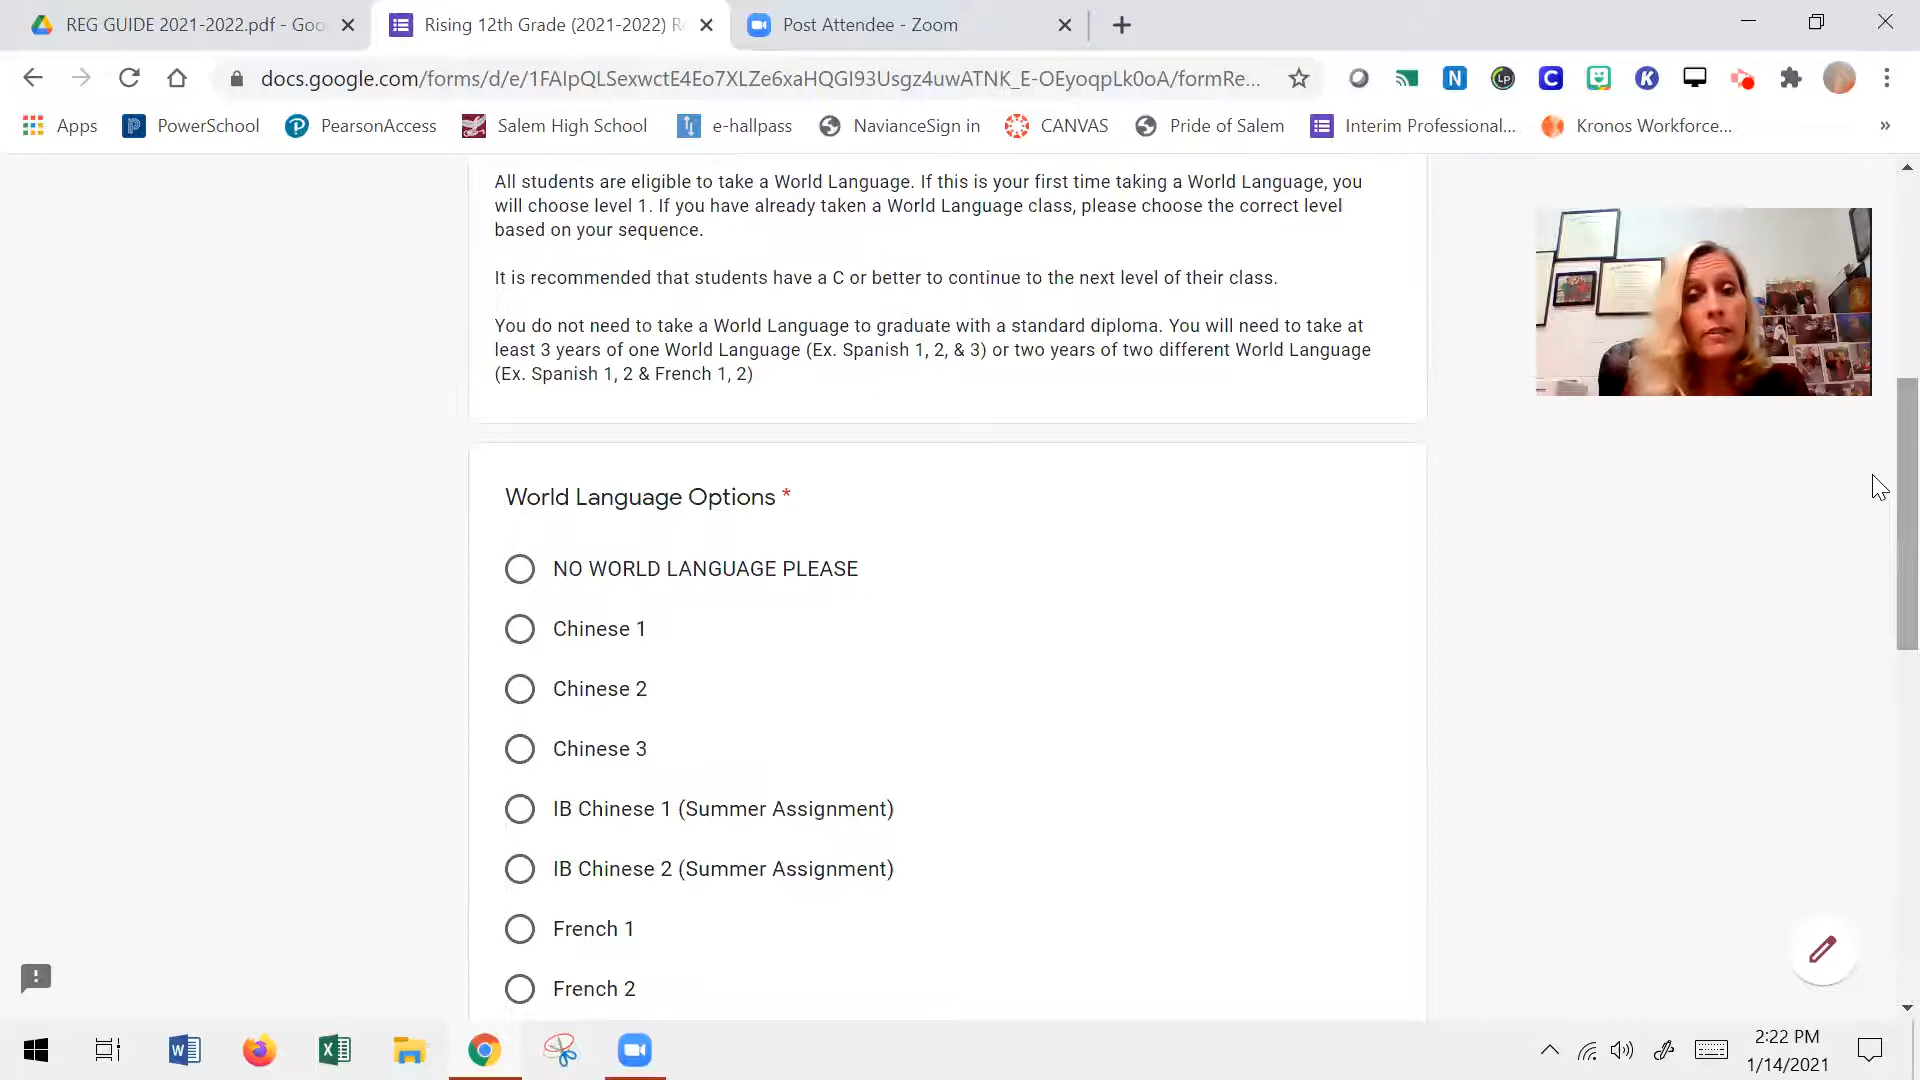 REG GUIDE 2021-2022.pdf - Goo
Rising 12th Grade (2021-2022) R
Post Attendee - Zoom
docs.google.com/forms/d/e/1FAIpQLSexwctE4Eo7XLZe6xaHQGI93Usgz4uwATNK_E-OEyoqpLk0oA/formRe...
Apps
PowerSchool
PearsonAccess
Salem High School
e-hallpass
NavianceSign in
CANVAS
Pride of Salem
Interim Professional...
Kronos Workforce...
»
All students are eligible to take a World Language. If this is your first time taking a World Language, you
will choose level 1. If you have already taken a World Language class, please choose the correct level
based on your sequence.
It is recommended that students have a C or better to continue to the next level of their class.
You do not need to take a World Language to graduate with a standard diploma. You will need to take at
least 3 years of one World Language (Ex. Spanish 1, 2, & 3) or two years of two different World Language
(Ex. Spanish 1, 2 & French 1, 2)
World Language Options *
NO WORLD LANGUAGE PLEASE
Chinese 1
Chinese 2
Chinese 3
IB Chinese 1 (Summer Assignment)
IB Chinese 2 (Summer Assignment)
French 1
French 2
2:22 PM
1/14/2021